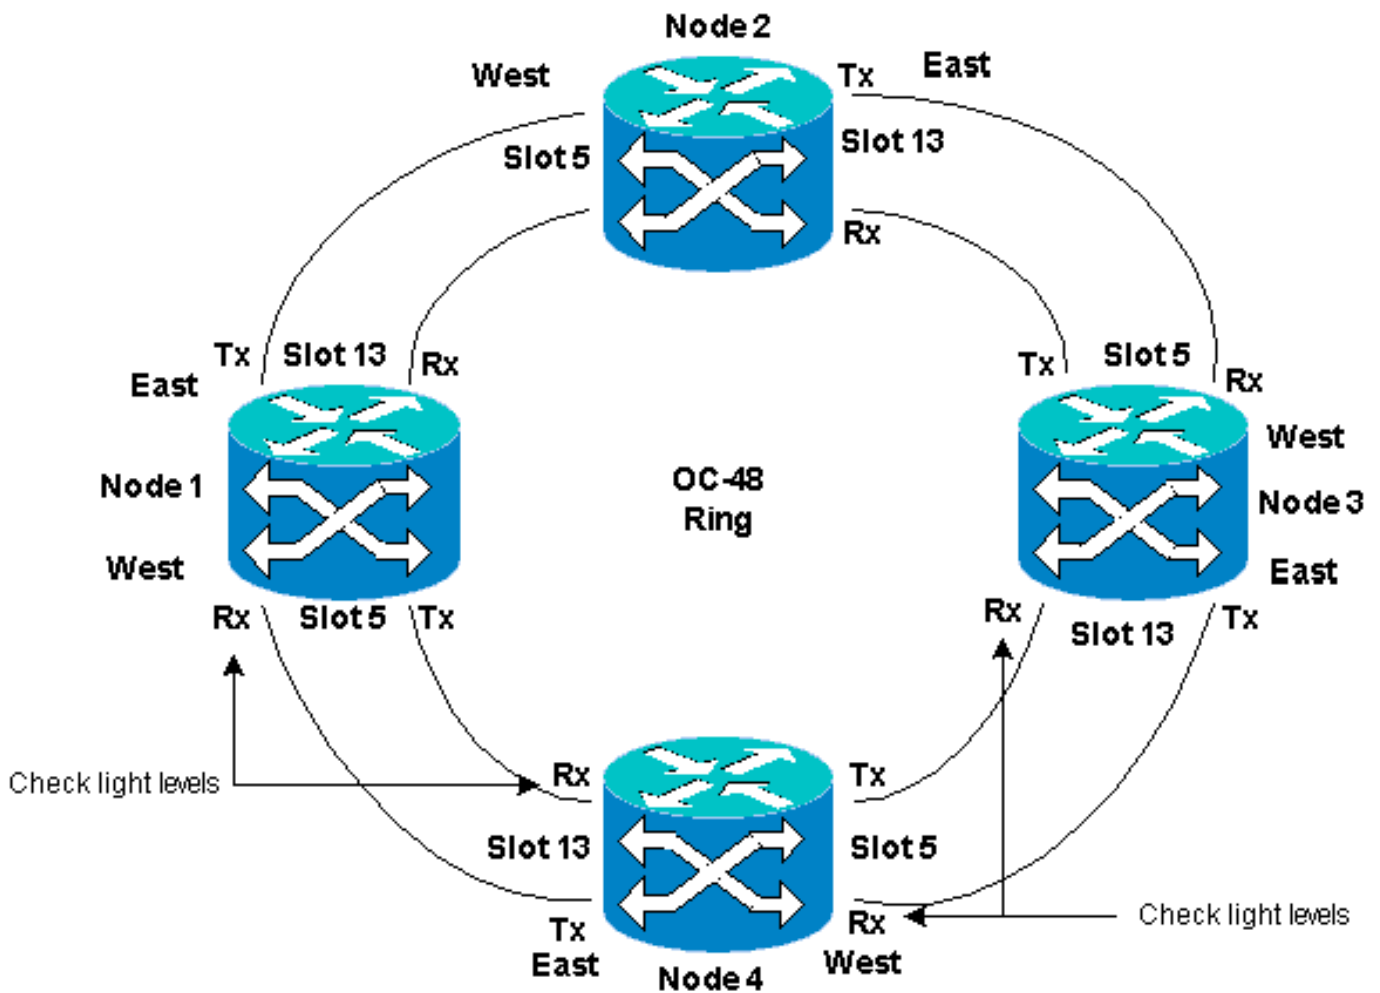 Node 2
West
Tx
East
Slot 5
Slot 13
Rx
Tx
Slot 13
Rx
East
Tx
Slot 5
Rx
West
Node 1
OC-48
Ring
Node 3
West
East
Rx
Slot 5
Tx
Rx
Slot 13
Tx
Check light levels
Rx
Tx
Slot 13
Slot 5
Tx
East
Rx
West
Check light levels
Node 4